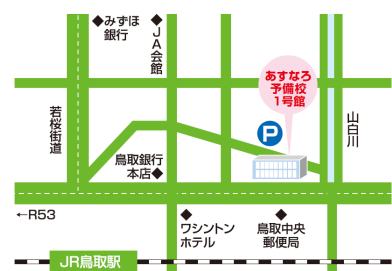 ◆みずほ
銀行
◆JA会館
あすなろ
予備校
1号館
若桜街道
P
山白川
鳥取銀行
本店◆
←R53
◆
ワシントン
ホテル
◆
鳥取中央
郵便局
JR鳥取駅